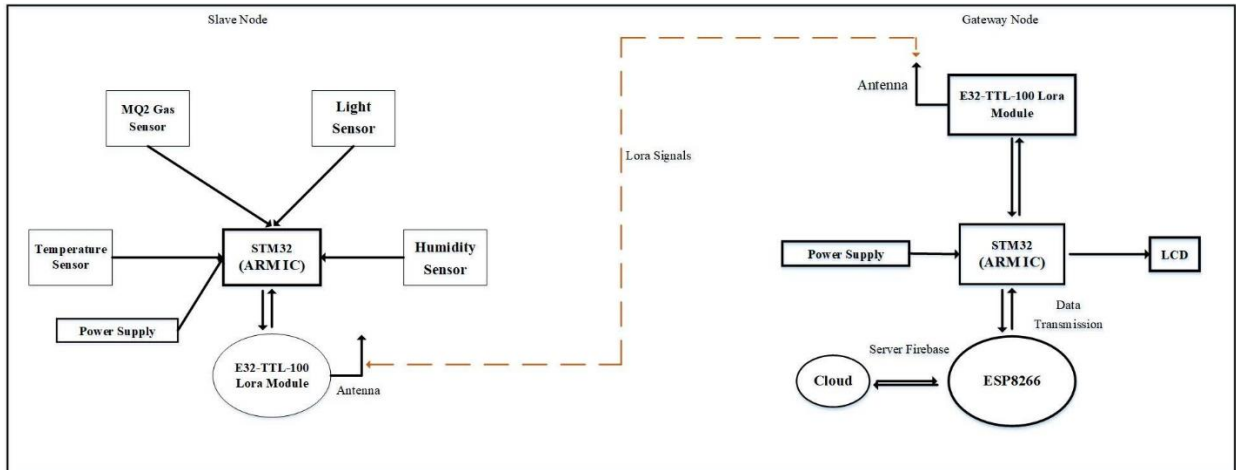 Slave Node
Gateway Node
MQ2 Gas
Sensor
Light
Sensor
Temperature
Sensor
STM32
(ARM IC)
Humidity
Sensor
Power Supply
E32-TTL-100
Lora Module
Antenna
Lora Signals
Antenna
E32-TTL-100 Lora
Module
Power Supply
STM32
(ARM IC)
LCD
Data
Transmission
Server Firebase
Cloud
ESP8266